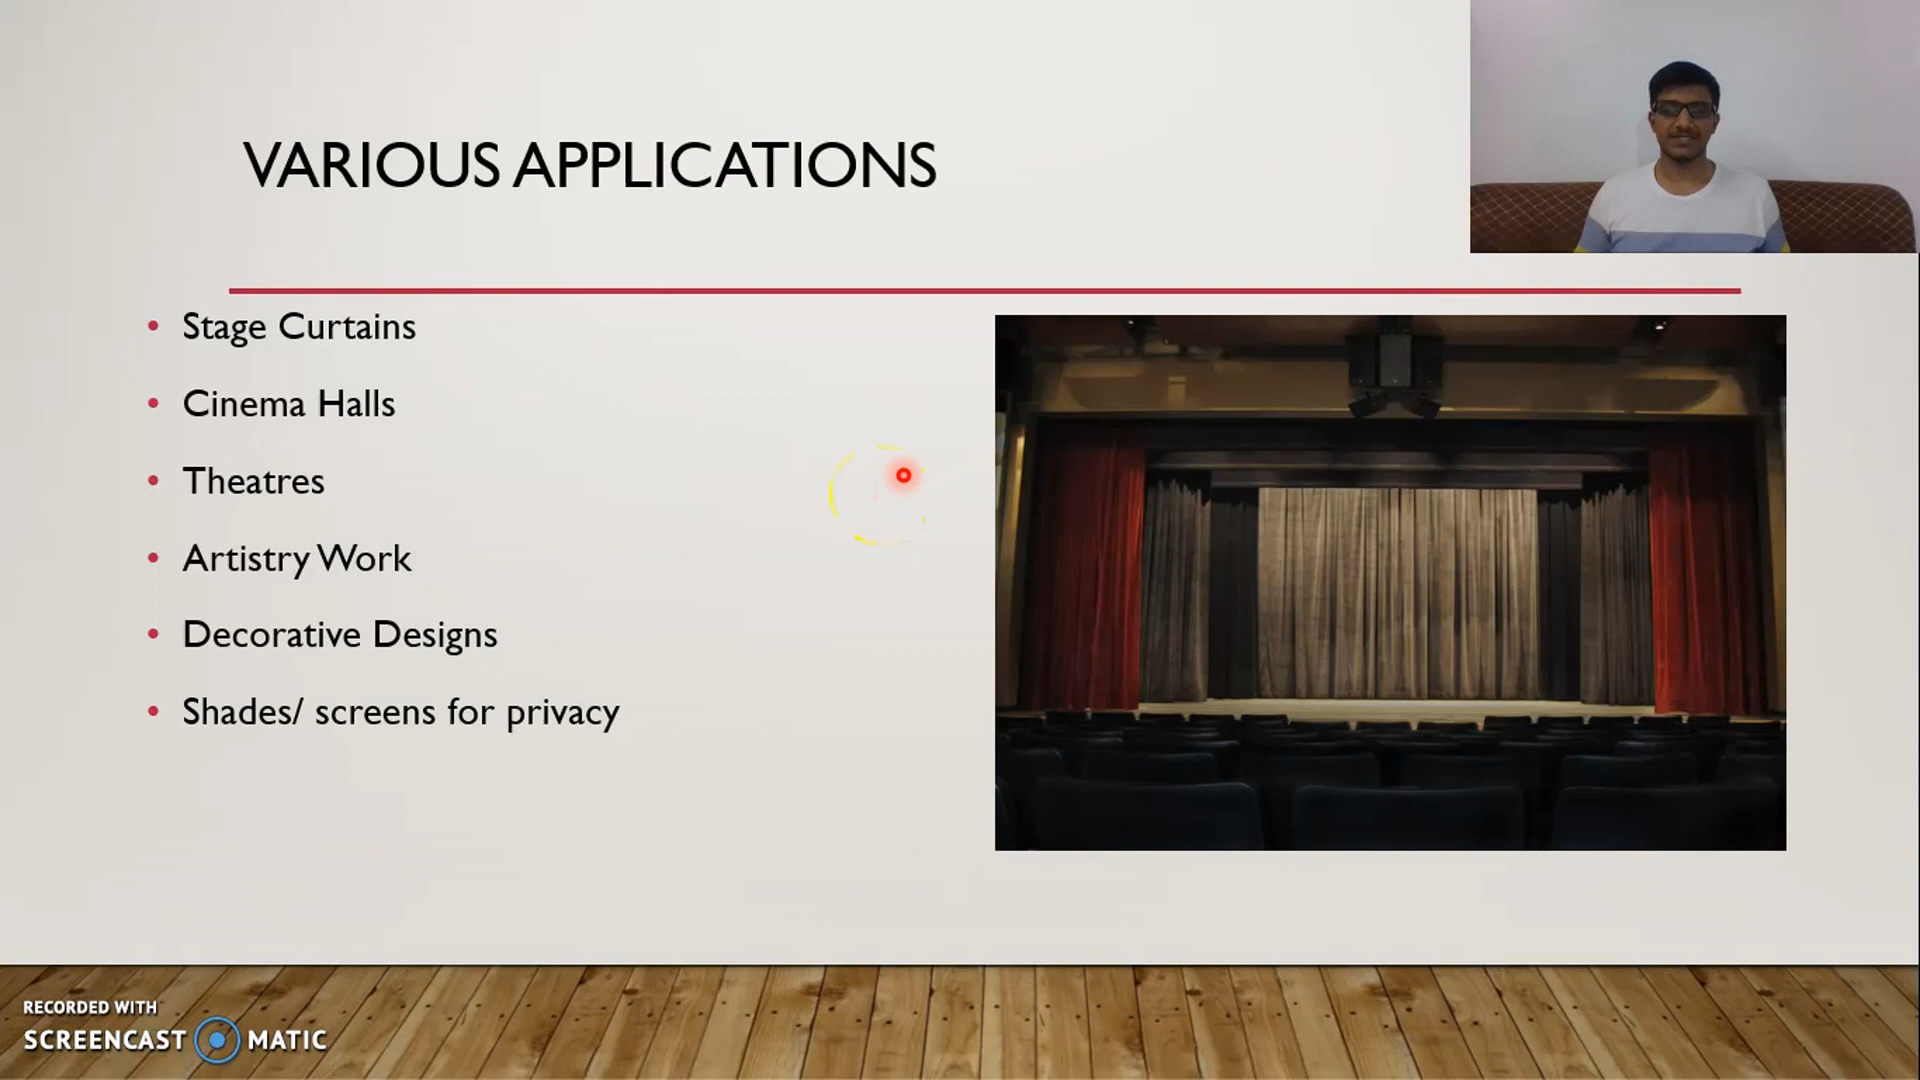 VARIOUS APPLICATIONS
• Stage Curtains
• Cinema Halls
• Theatres
• Artistry Work
• Decorative Designs
• Shades/ screens for privacy
RECORDED WITH
SCREENCAST MATIC